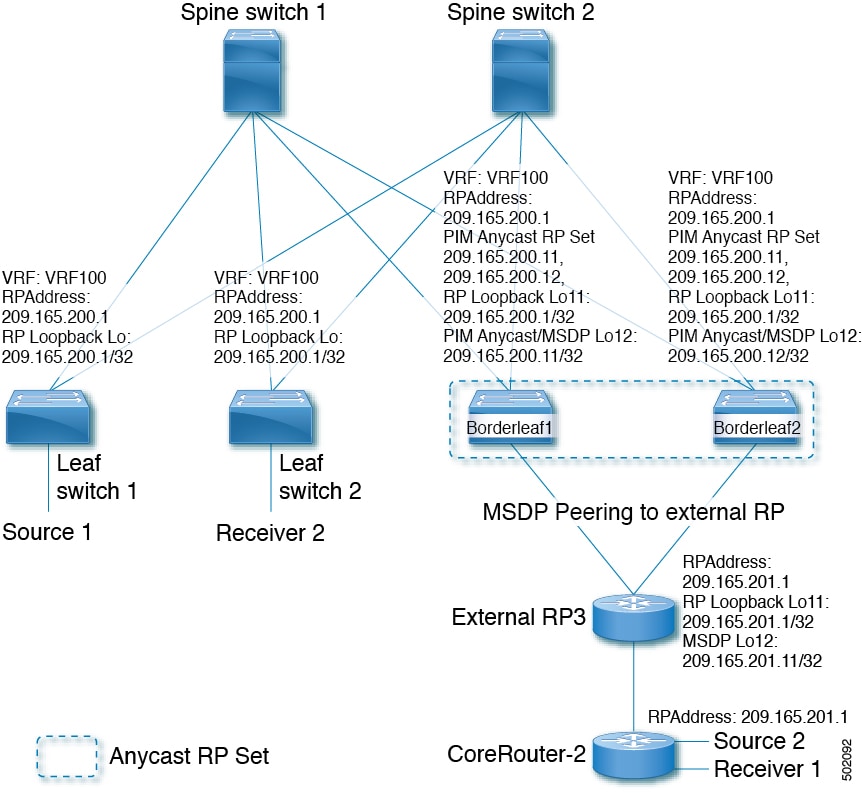 Spine switch 1
Spine switch 2
VRF: VRF100
RPAddress:
209.165.200.1
RP Loopback Lo:
209.165.200.1/32
VRF: VRF100
RPAddress:
209.165.200.1
RP Loopback Lo:
209.165.200.1/32
VRF: VRF100
RPAddress:
209.165.200.1
PIM Anycast RP Set
209.165.200.11,
209.165.200.12,
RP Loopback Lo11:
209.165.200.1/32
PIM Anycast/MSDP Lo12:
209.165.200.11/32
VRF: VRF100
RPAddress:
209.165.200.1
PIM Anycast RP Set
209.165.200.11,
209.165.200.12,
RP Loopback Lo11:
209.165.200.1/32
PIM Anycast/MSDP Lo12:
209.165.200.12/32
Borderleaf1
Borderleaf2
Leaf
switch 1
Leaf
switch 2
Source 1
Receiver 2
MSDP Peering to external RP
External RP3
RPAddress:
209.165.201.1
RP Loopback Lo11:
209.165.201.1/32
MSDP Lo12:
209.165.201.11/32
RPAddress: 209.165.201.1
CoreRouter-2
Source 2
Receiver 1
Anycast RP Set
502092